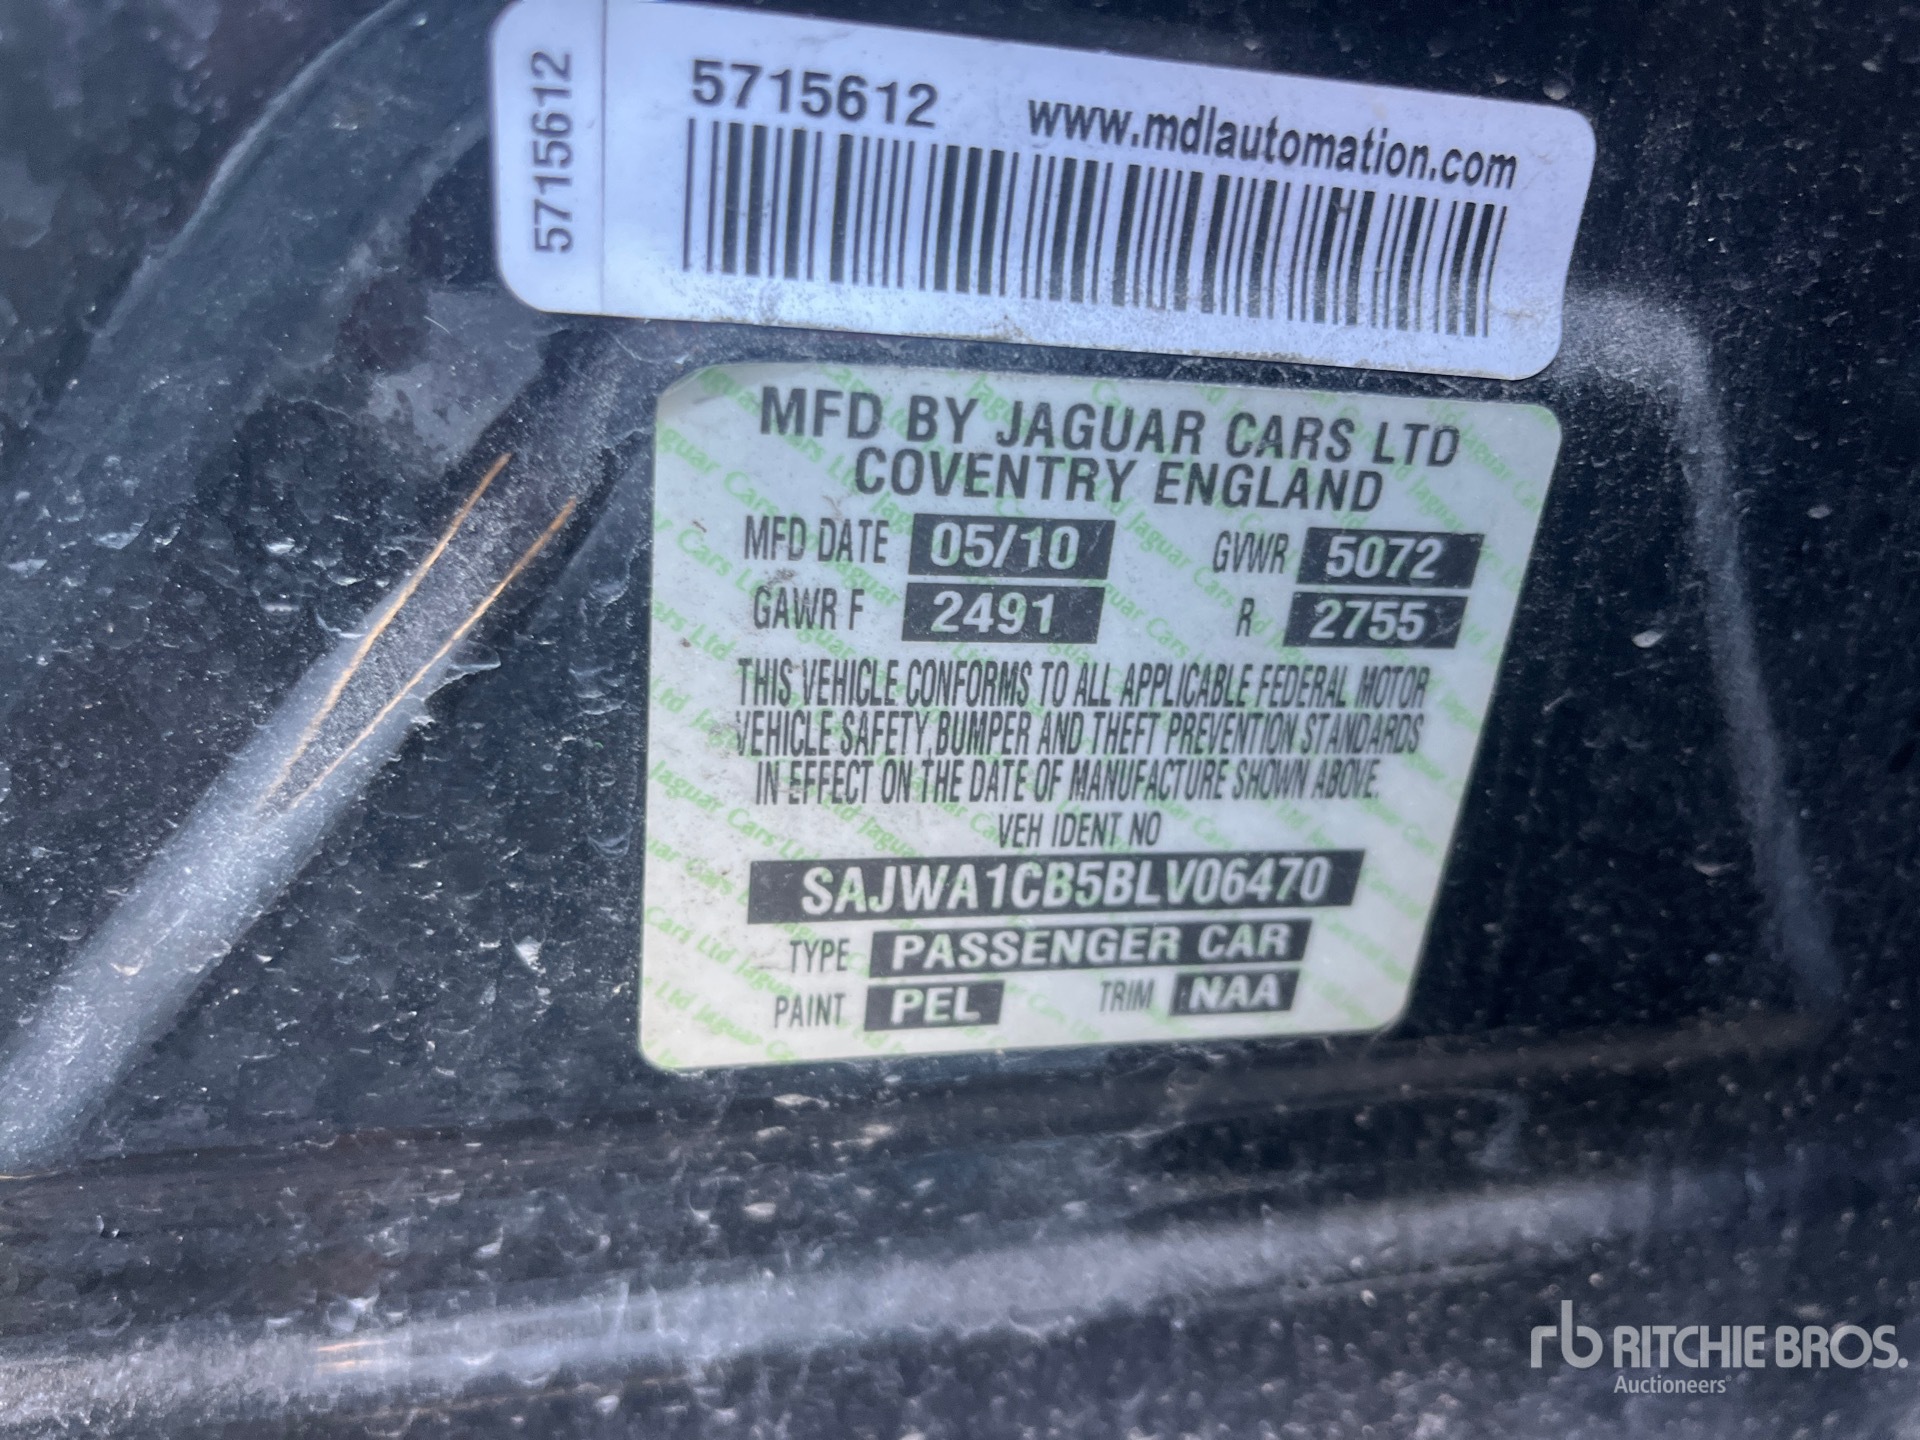 5715612
5715612 www.mdlautomation.com
MFD BY JAGUAR CARS LTD
COVENTRY ENGLAND
MFD DATE 05/10 GVWR 5072
GAWR F 2491 R 2755
THIS VEHICLE CONFORMS TO ALL APPLICABLE FEDERAL MOTOR
VEHICLE SAFETY, BUMPER AND THEFT PREVENTION STANDARDS
IN EFFECT ON THE DATE OF MANUFACTURE SHOWN ABOVE.
VEH IDENT NO
SAJWA1CB5BLV06470
TYPE PASSENGER CAR
PAINT PEL TRIM NAA
rb RITCHIE BROS.
Auctioneers